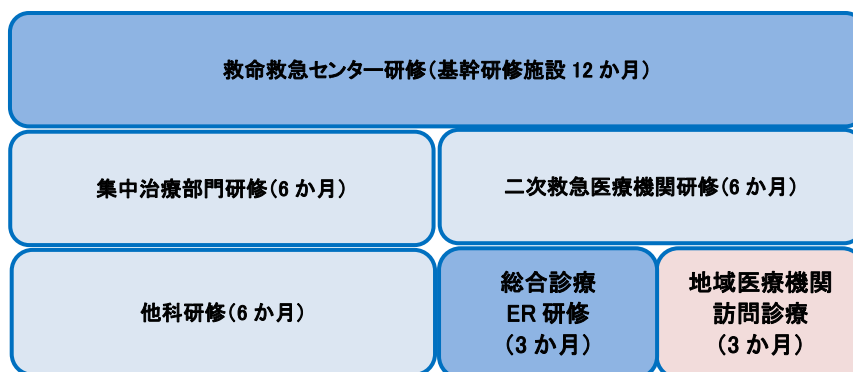 救命救急センター研修（基幹研修施設 12 か月）
集中治療部門研修（6 か月）
二次救急医療機関研修（6 か月）
他科研修（6 か月）
総合診療
ER 研修
（3 か月）
地域医療機関
訪問診療
（3 か月）